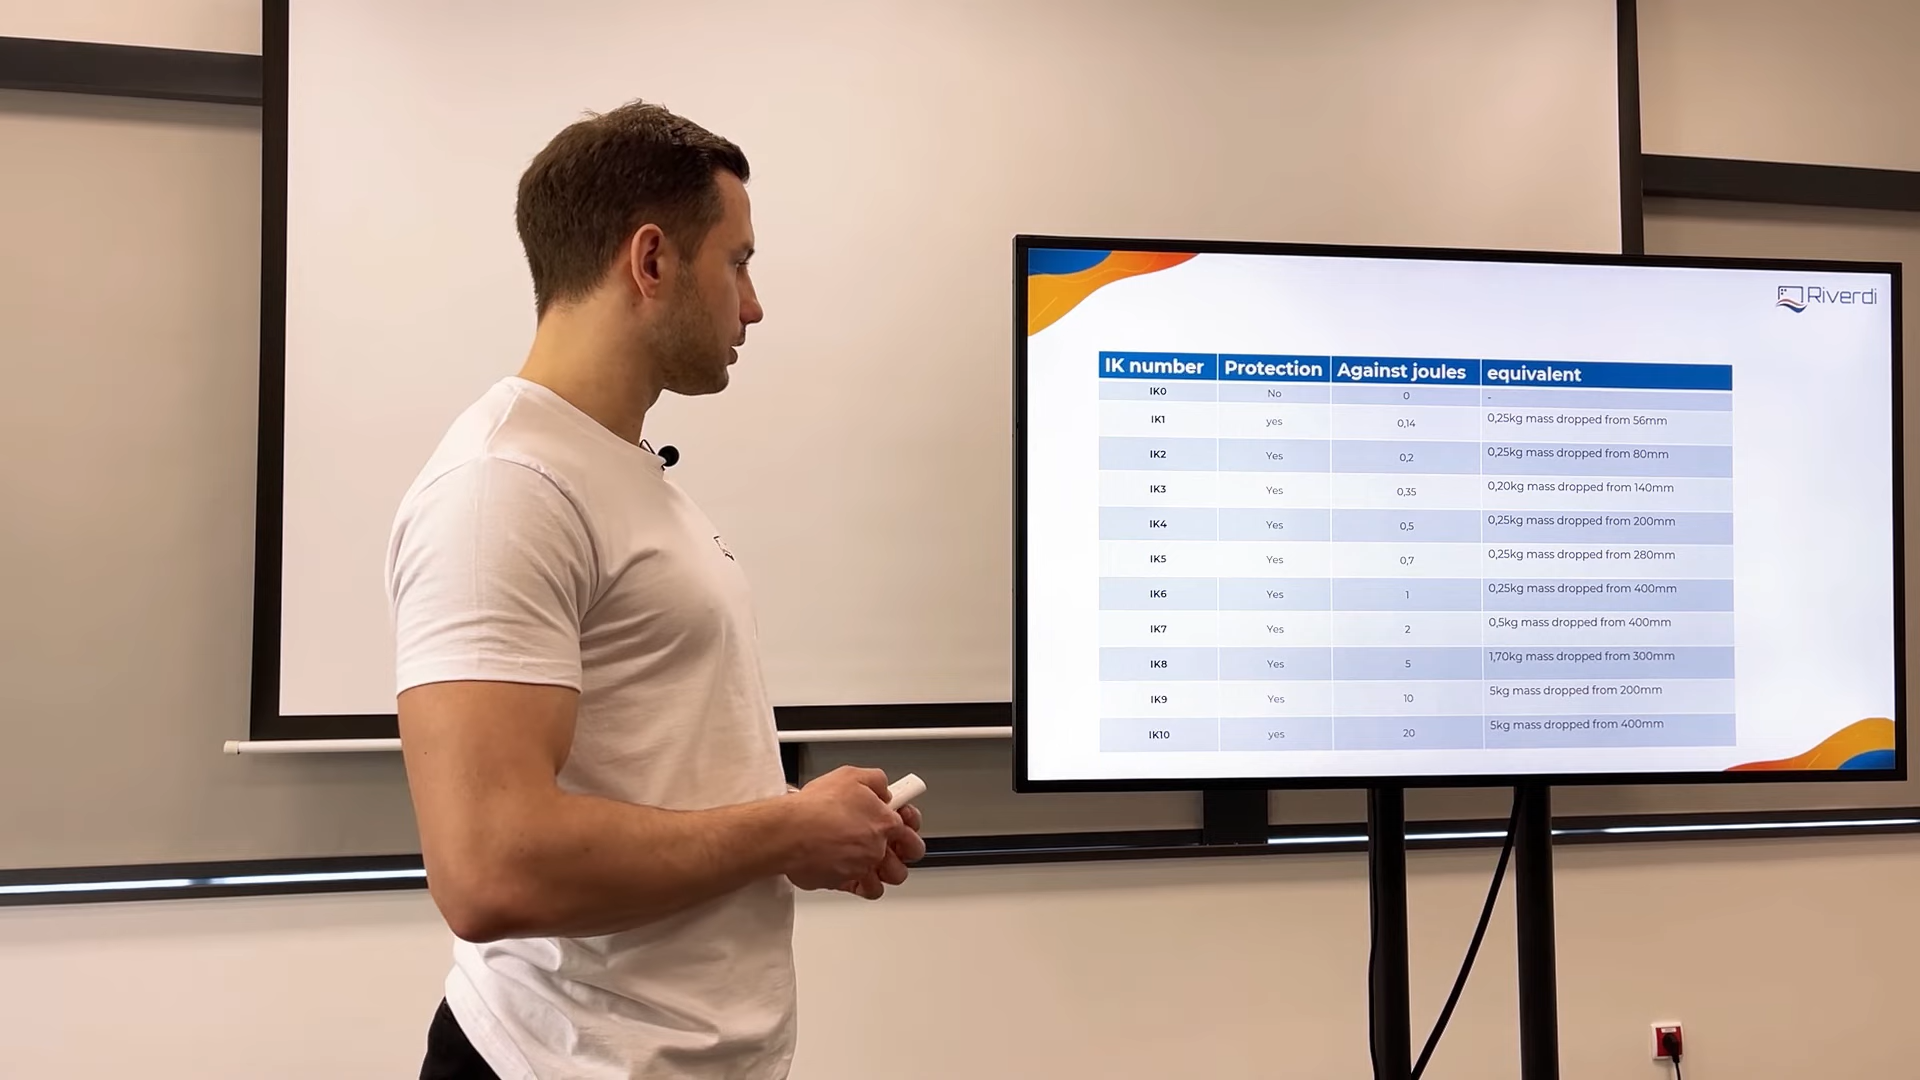 Riverdi
IK number Protection Against joules equivalent
IK0 No 0 -
IK1 yes 0,14 0,25kg mass dropped from 56mm
IK2 Yes 0,2 0,25kg mass dropped from 80mm
IK3 Yes 0,35 0,20kg mass dropped from 140mm
IK4 Yes 0,5 0,25kg mass dropped from 200mm
IK5 Yes 0,7 0,25kg mass dropped from 280mm
IK6 Yes 1 0,25kg mass dropped from 400mm
IK7 Yes 2 0,5kg mass dropped from 400mm
IK8 Yes 5 1,70kg mass dropped from 300mm
IK9 Yes 10 5kg mass dropped from 200mm
IK10 yes 20 5kg mass dropped from 400mm